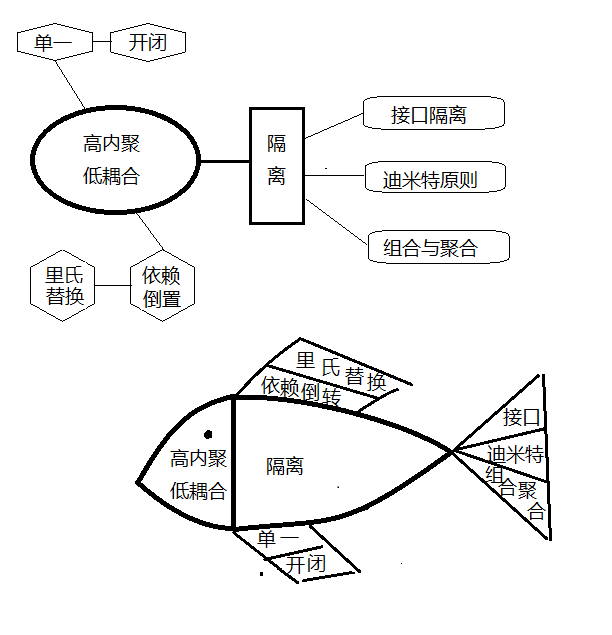 单一
开闭
高内聚
低耦合
隔
离
接口隔离
迪米特原则
组合与聚合
里氏
替换
依赖
倒置
里氏替换
依赖倒转
高内聚
低耦合
隔离
接口
迪米特
组合聚合
单一
开闭